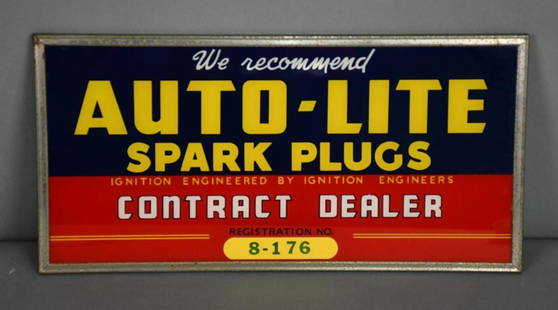 We recommend
AUTO-LITE
SPARK PLUGS
IGNITION ENGINEERED BY IGNITION ENGINEERS
CONTRACT DEALER
REGISTRATION NO.
8-176